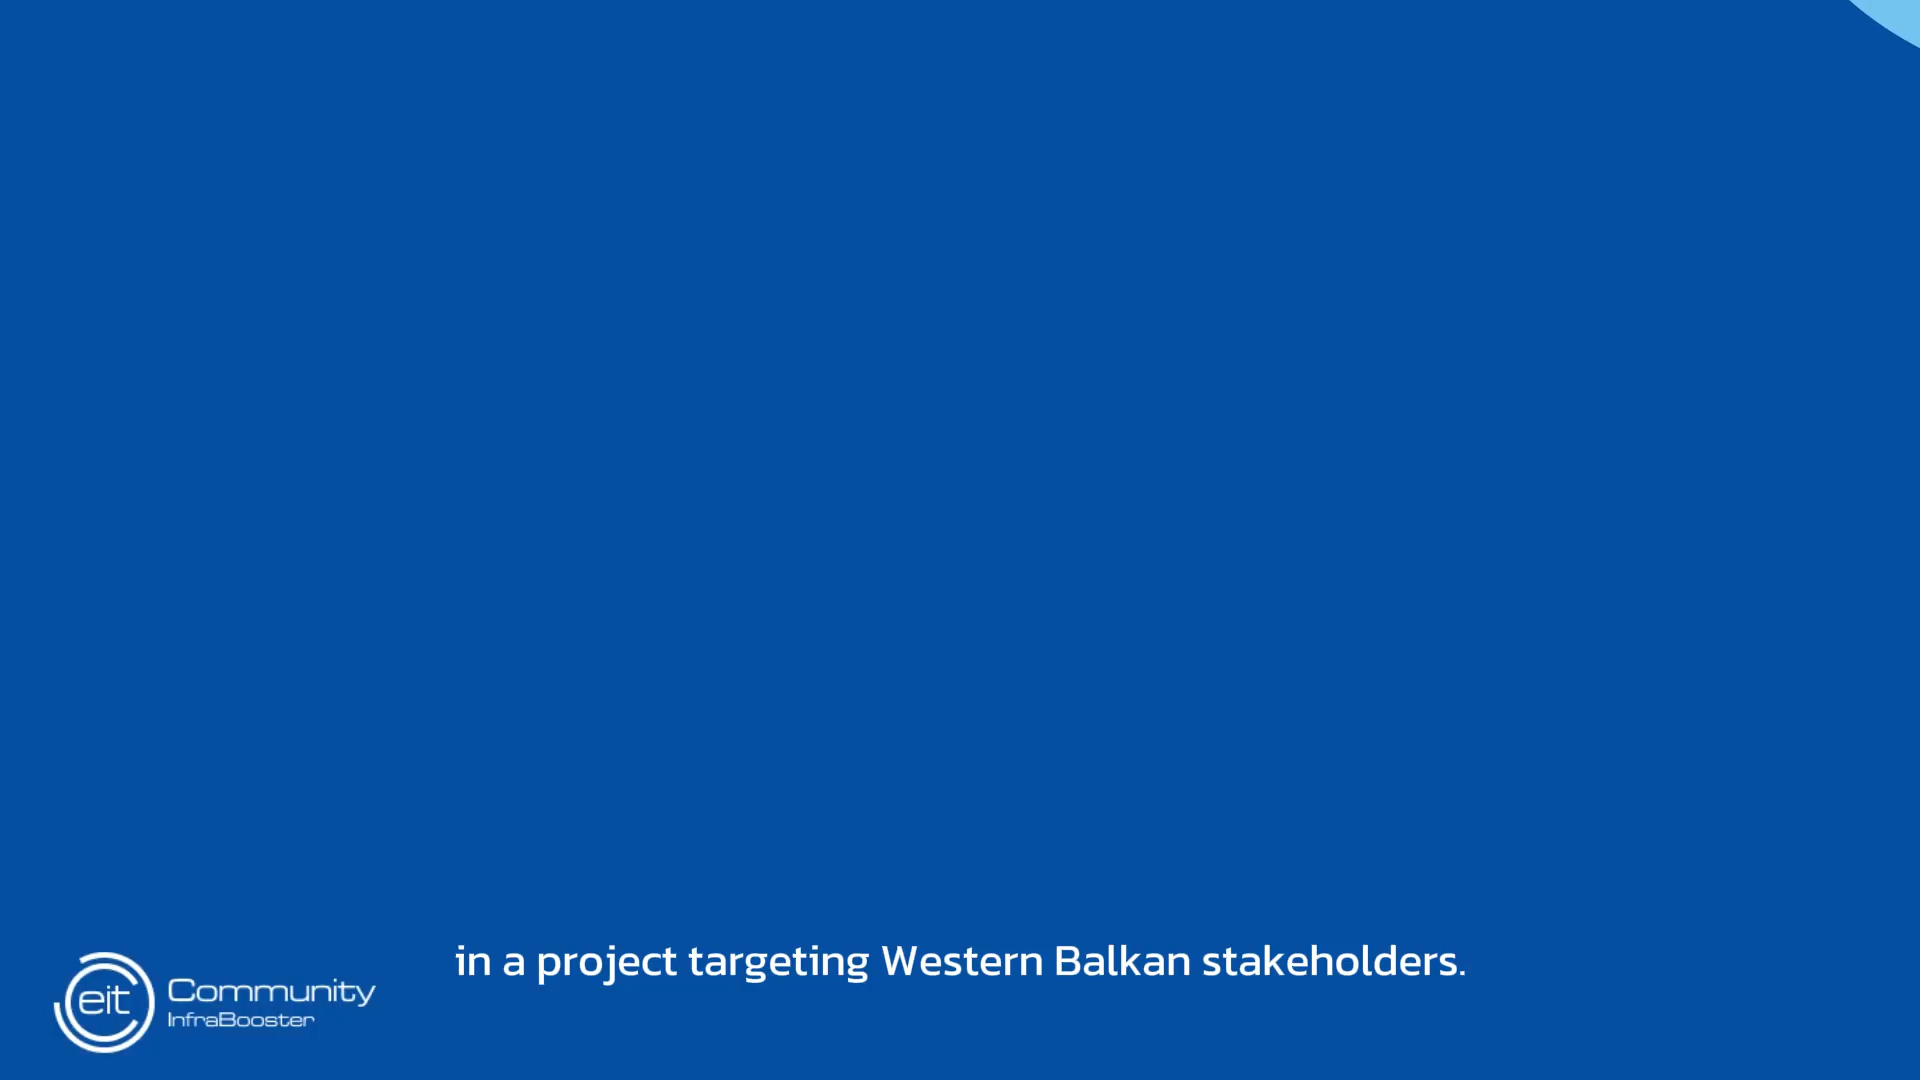 in a project targeting Western Balkan stakeholders.
eit
Community
InfraBooster